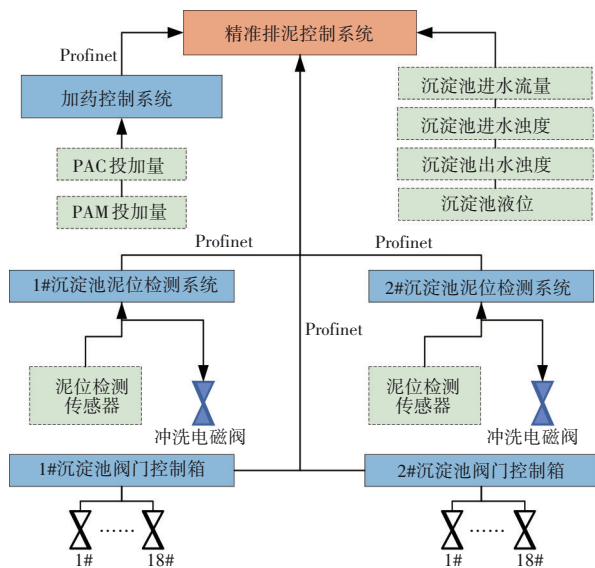 精准排泥控制系统
Profinet
加药控制系统
PAC投加量
PAM投加量
沉淀池进水流量
沉淀池进水浊度
沉淀池出水浊度
沉淀池液位
Profinet
Profinet
1#沉淀池泥位检测系统
2#沉淀池泥位检测系统
Profinet
泥位检测
传感器
冲洗电磁阀
泥位检测
传感器
冲洗电磁阀
1#沉淀池阀门控制箱
2#沉淀池阀门控制箱
……
1#
18#
……
1#
18#